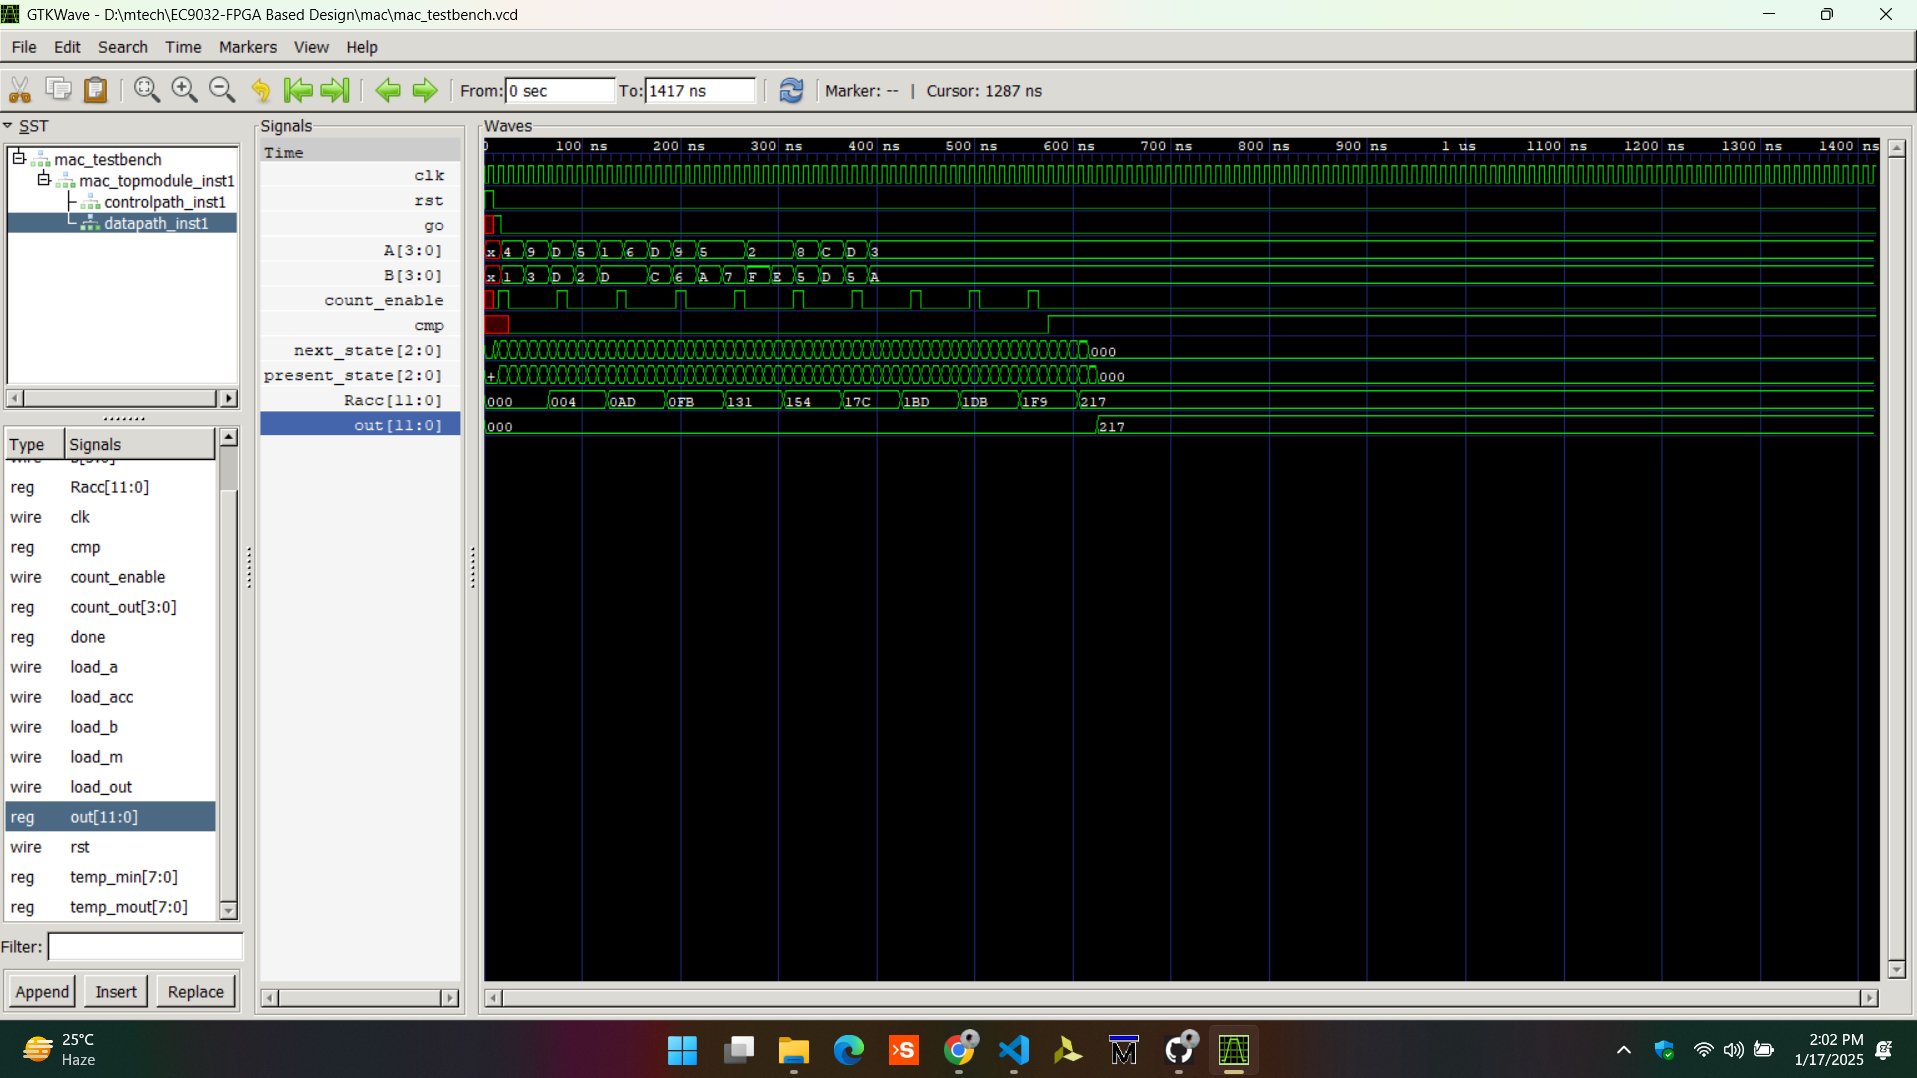 GTKWave - D:\mtech\EC9032-FPGA Based Design\mac\mac_testbench.vcd
File Edit Search Time Markers View Help
From: 0 sec To: 1417 ns Marker: -- | Cursor: 1287 ns
SST
mac_testbench
mac_topmodule_inst1
controlpath_inst1
datapath_inst1
Type Signals
reg Racc[11:0]
wire clk
reg cmp
wire count_enable
reg count_out[3:0]
reg done
wire load_a
wire load_acc
wire load_b
wire load_m
wire load_out
reg out[11:0]
wire rst
reg temp_min[7:0]
reg temp_mout[7:0]
Filter:
Append Insert Replace
Signals
Time
clk
rst
go
A[3:0]
B[3:0]
count_enable
cmp
next_state[2:0]
present_state[2:0]
Racc[11:0]
out[11:0]
Waves
100 ns 200 ns 300 ns 400 ns 500 ns 600 ns 700 ns 800 ns 900 ns 1 us 1100 ns 1200 ns 1300 ns 1400 ns
x 4 9 D 5 1 6 D 9 5 2 8 C D 3
x 1 3 D 2 D C 6 A 7 F E 5 D 5 A
000
+ 000
000 004 0AD 0FB 131 154 17C 1BD 1DB 1F9 217
000 217
25°C
Haze
2:02 PM
1/17/2025